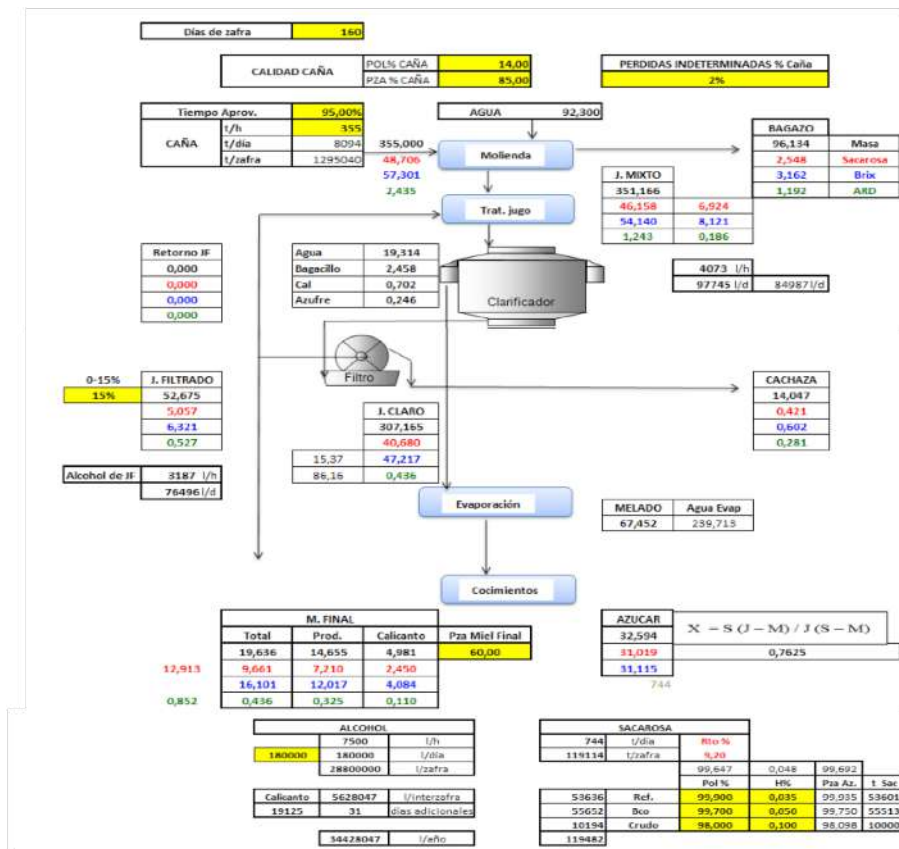 Días de zafra 160
CALIDAD CAÑA POL% CAÑA 14,00
PZA % CAÑA 85,00
PERDIDAS INDETERMINADAS % Caña
2%
Tiempo Aprov. 95,00%
CAÑA t/h 355
t/día 8094
t/zafra 1295040
355,000
48,706
57,301
2,435
AGUA 92,300
Molienda
BAGAZO
96,134 Masa
2,548 Sacarosa
3,162 Brix
1,192 ARD
J. MIXTO
351,166
46,158 6,924
54,140 8,121
1,243 0,186
Trat. jugo
Retorno JF
0,000
0,000
0,000
0,000
Agua 19,314
Bagacillo 2,458
Cal 0,702
Azufre 0,246
Clarificador
4073 l/h
97745 l/d 84987 l/d
Filtro
0-15% J. FILTRADO
15% 52,675
5,057
6,321
0,527
CACHAZA
14,047
0,421
0,602
0,281
J. CLARO
307,165
40,680
15,37 47,217
86,16 0,436
Alcohol de JF 3187 l/h
76496 l/d
Evaporación
MELADO Agua Evap
67,452 239,713
Cocimientos
M. FINAL
Total Prod. Calicanto Pza Miel Final
19,636 14,655 4,981 60,00
12,913 9,661 7,210 2,450
16,101 12,017 4,084
0,852 0,436 0,325 0,110
AZUCAR
32,594
X = S (J – M) / J (S – M)
31,019 0,7625
31,115
744
ALCOHOL
7500 l/h
180000 180000 l/día
28800000 l/zafra
Calicanto 5628047 l/interzafra
19125 31 días adicionales
34428047 l/año
SACAROSA
744 t/día Rto %
119114 t/zafra 9,20
99,647 0,048 99,692
Pol % H% Pza Az. t. Sac
53636 Ref. 99,900 0,035 99,935 53601
55652 Bco 99,700 0,050 99,750 55513
10194 Crudo 98,000 0,100 98,098 10000
119482